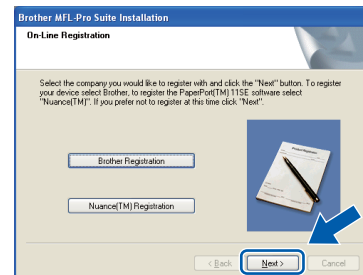 Brother MFL-Pro Suite Installation
On-Line Registration
Select the company you would like to register with and click the "Next" button. To register
your device select Brother, to register the PaperPort(TM) 11SE software select
"Nuance(TM)". If you prefer not to register at this time click "Next".
Brother Registration
Nuance(TM) Registration
< Back
Next >
Cancel